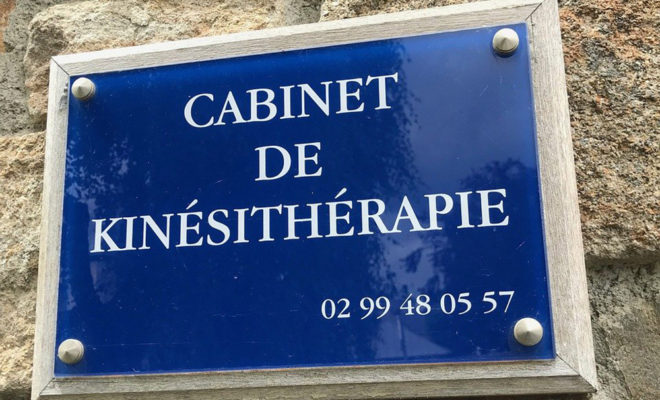 CABINET
DE
KINÉSITHÉRAPIE
02 99 48 05 57